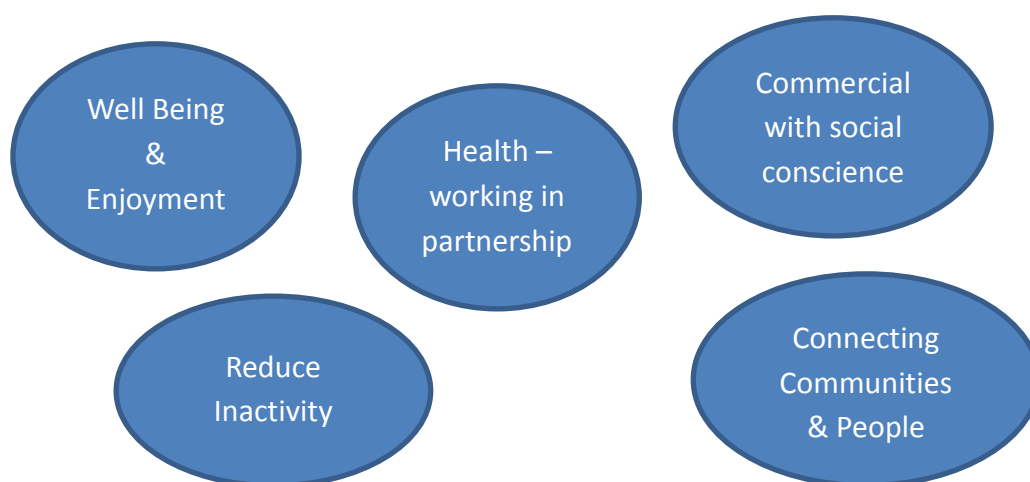 Well Being
&
Enjoyment
Health –
working in
partnership
Commercial
with social
conscience
Reduce
Inactivity
Connecting
Communities
& People